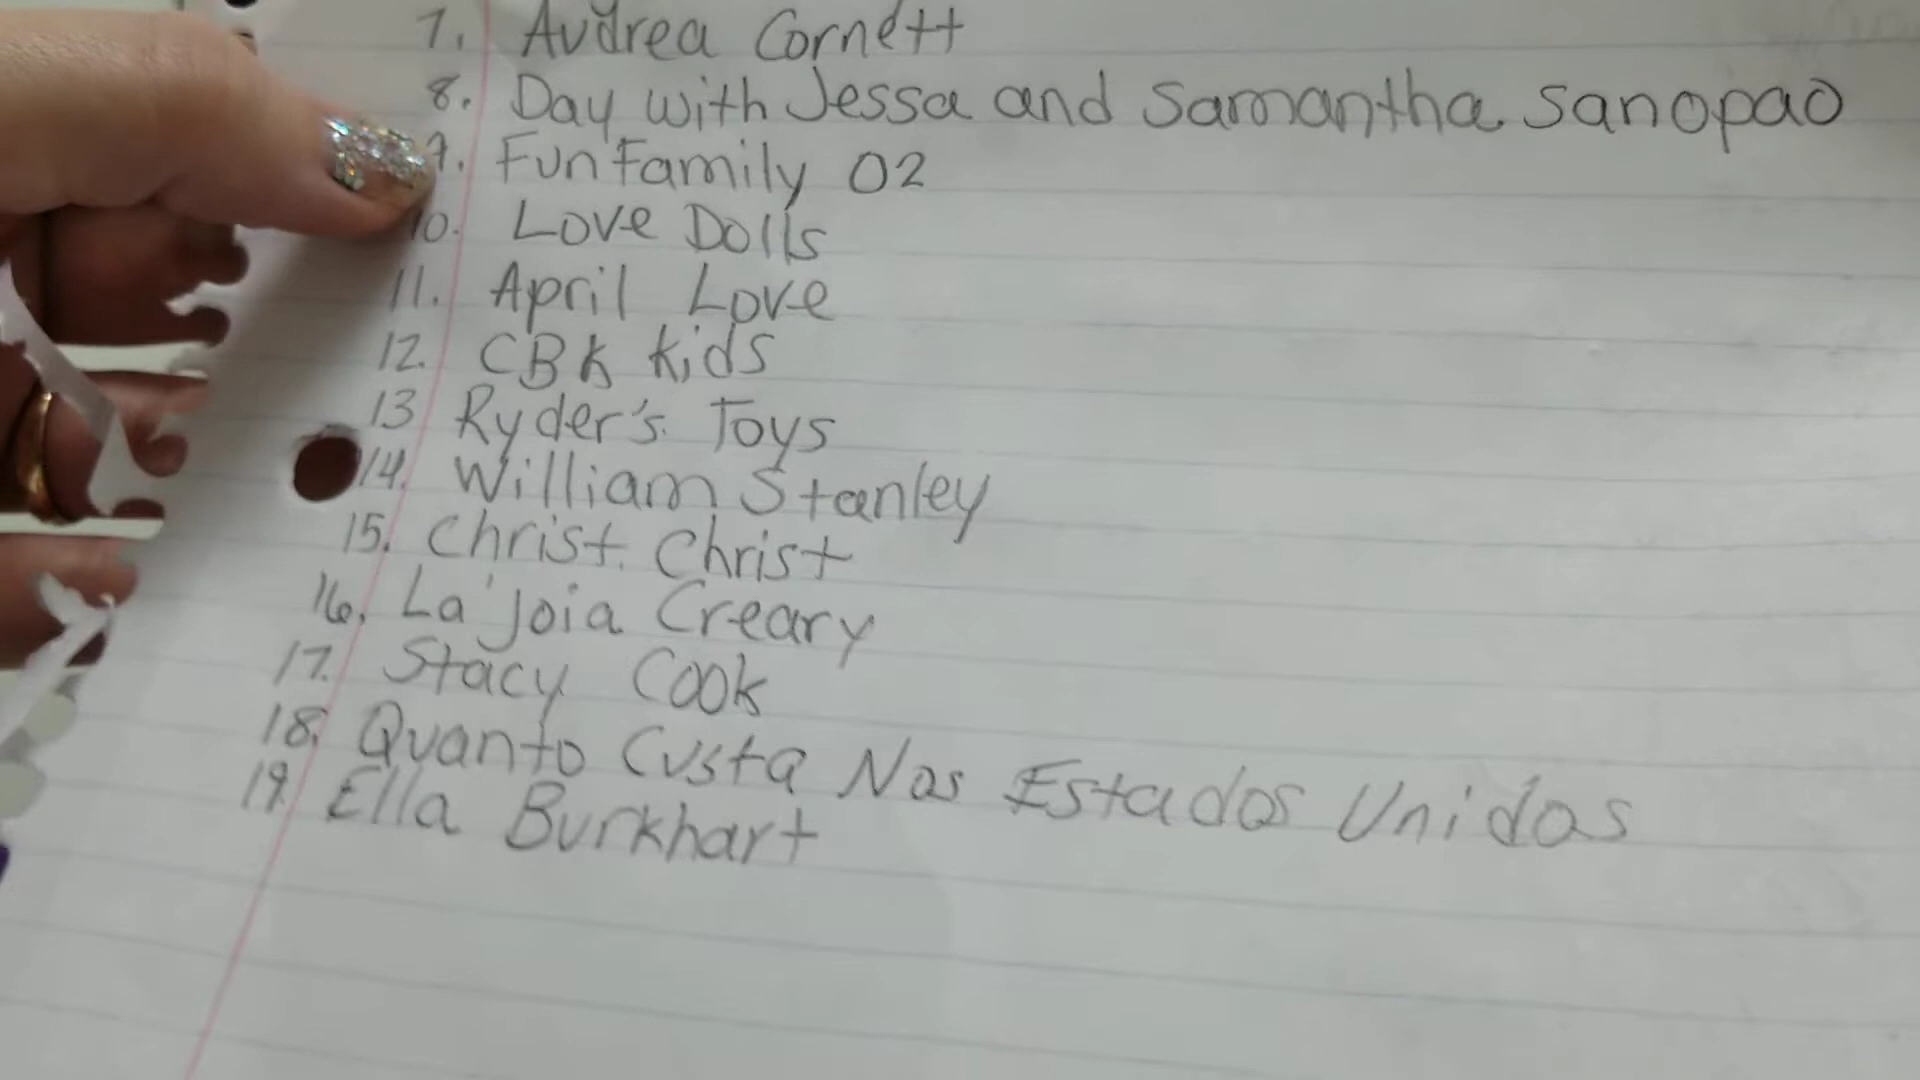 7. Audrea Cornett
8. Day with Jessa and Samantha Sanopao
9. Fun Family 02
10. Love Dolls
11. April Love
12. CBK Kids
13 Ryder's Toys
14. William Stanley
15. Christ Christ
16. La'Joia Creary
17. Stacy Cook
18. Quanto Custa Nos Estados Unidos
19. Ella Burkhart